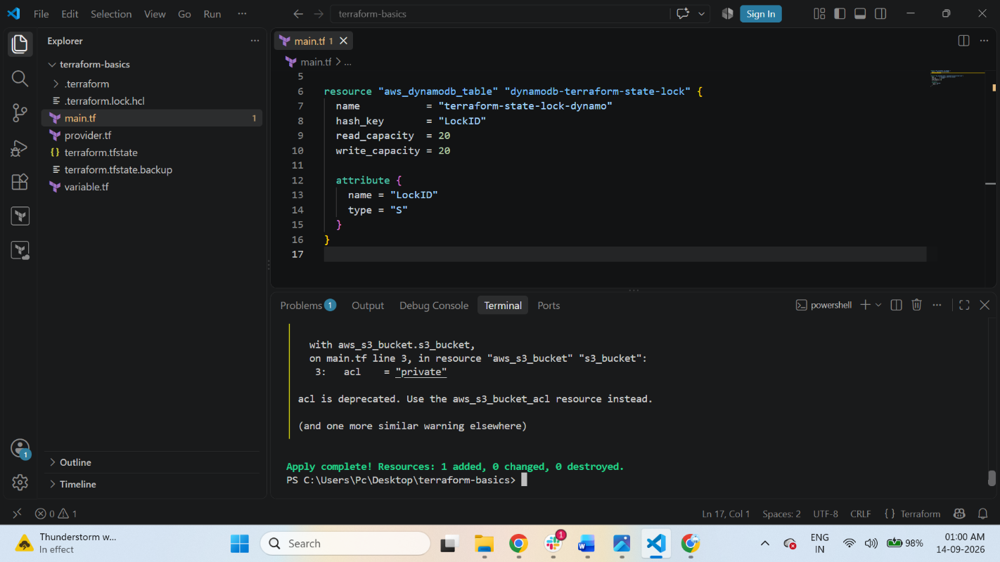 File Edit Selection View Go Run ···
terraform-basics
Sign In
Explorer
terraform-basics
.terraform
.terraform.lock.hcl
main.tf 1
provider.tf
terraform.tfstate
terraform.tfstate.backup
variable.tf
Outline
Timeline
1
main.tf 1
main.tf > ...
5
6 resource "aws_dynamodb_table" "dynamodb-terraform-state-lock" {
7   name           = "terraform-state-lock-dynamo"
8   hash_key       = "LockID"
9   read_capacity  = 20
10   write_capacity = 20
11
12   attribute {
13     name = "LockID"
14     type = "S"
15   }
16 }
17
Problems 1 Output Debug Console Terminal Ports
powershell
with aws_s3_bucket.s3_bucket,
on main.tf line 3, in resource "aws_s3_bucket" "s3_bucket":
3:   acl    = "private"
acl is deprecated. Use the aws_s3_bucket_acl resource instead.
(and one more similar warning elsewhere)
Apply complete! Resources: 1 added, 0 changed, 0 destroyed.
PS C:\Users\Pc\Desktop\terraform-basics>
0 1
Ln 17, Col 1 Spaces: 2 UTF-8 CRLF { } Terraform
Thunderstorm w...
In effect
Search
1
ENG
IN
98%
01:00 AM
14-09-2026